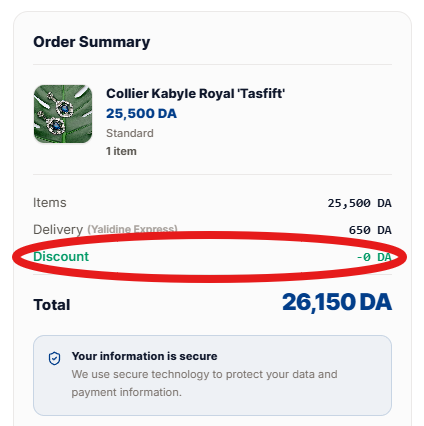 Order Summary
Collier Kabyle Royal 'Tasfift'
25,500 DA
Standard
1 item
Items 25,500 DA
Delivery (Yalidine Express) 650 DA
Discount -0 DA
Total 26,150 DA
Your information is secure
We use secure technology to protect your data and
payment information.